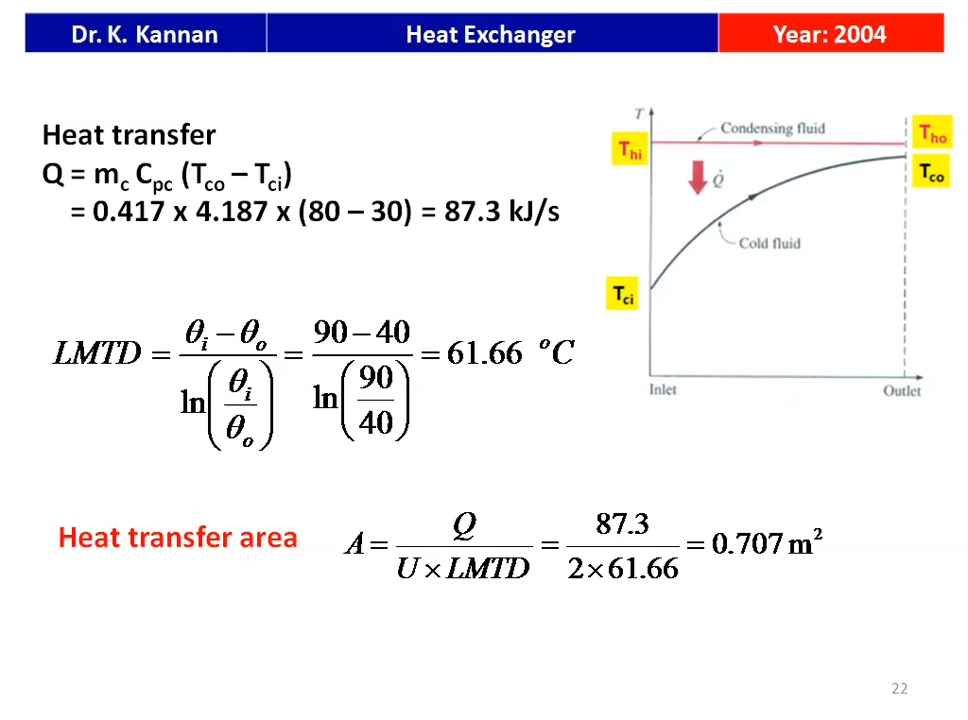 Dr. K. Kannan Heat Exchanger Year: 2004
Heat transfer
Q = mc Cpc (Tco – Tci)
= 0.417 x 4.187 x (80 – 30) = 87.3 kJ/s
T
Condensing fluid
Thi
Tho
Q̇
Tco
Cold fluid
Tci
Inlet Outlet
LMTD = (θi − θo) / ln(θi / θo) = (90 − 40) / ln(90 / 40) = 61.66 °C
Heat transfer area A = Q / (U × LMTD) = 87.3 / (2 × 61.66) = 0.707 m²
22